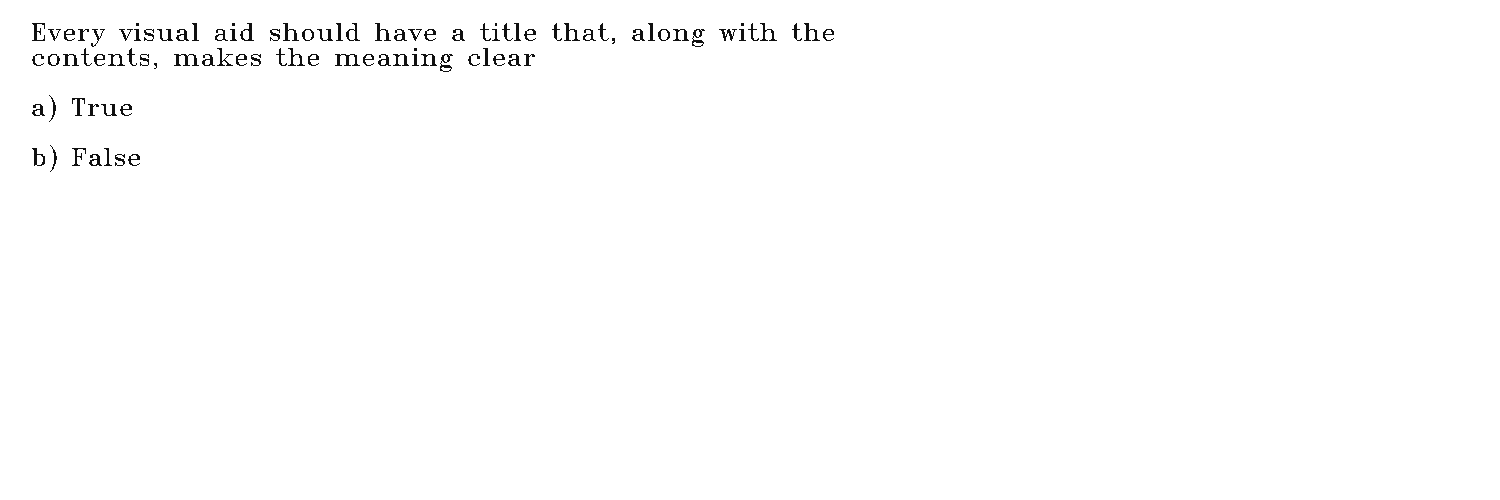 Every visual aid should have a title that, along with the
contents, makes the meaning clear
a) True
b) False